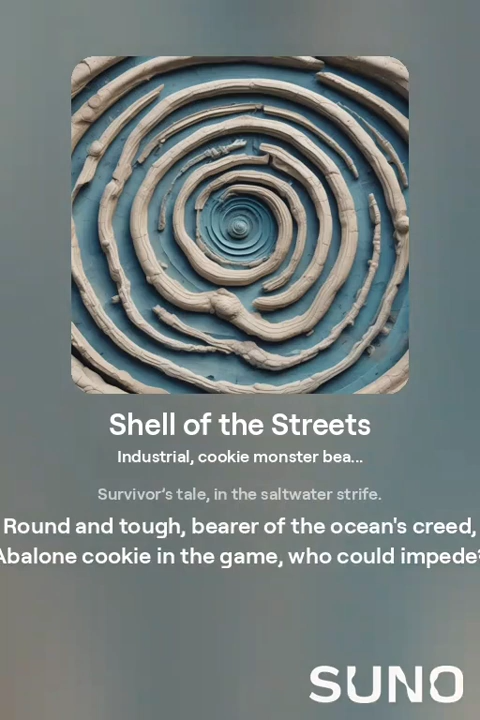 Shell of the Streets
Industrial, cookie monster bea...
Survivor's tale, in the saltwater strife.
Round and tough, bearer of the ocean's creed,
Abalone cookie in the game, who could impede?
SUNO